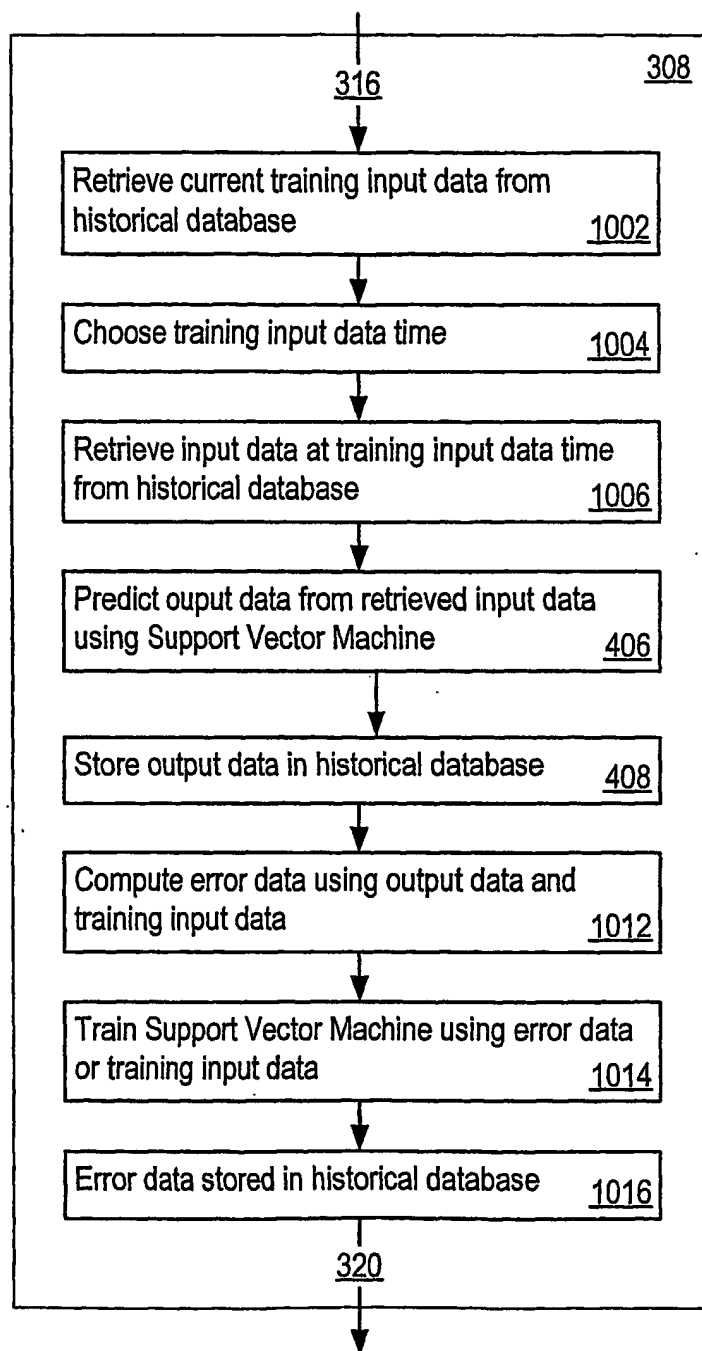 308
316
Retrieve current training input data from
historical database
1002
Choose training input data time
1004
Retrieve input data at training input data time
from historical database
1006
Predict ouput data from retrieved input data
using Support Vector Machine
406
Store output data in historical database
408
Compute error data using output data and
training input data
1012
Train Support Vector Machine using error data
or training input data
1014
Error data stored in historical database
1016
320